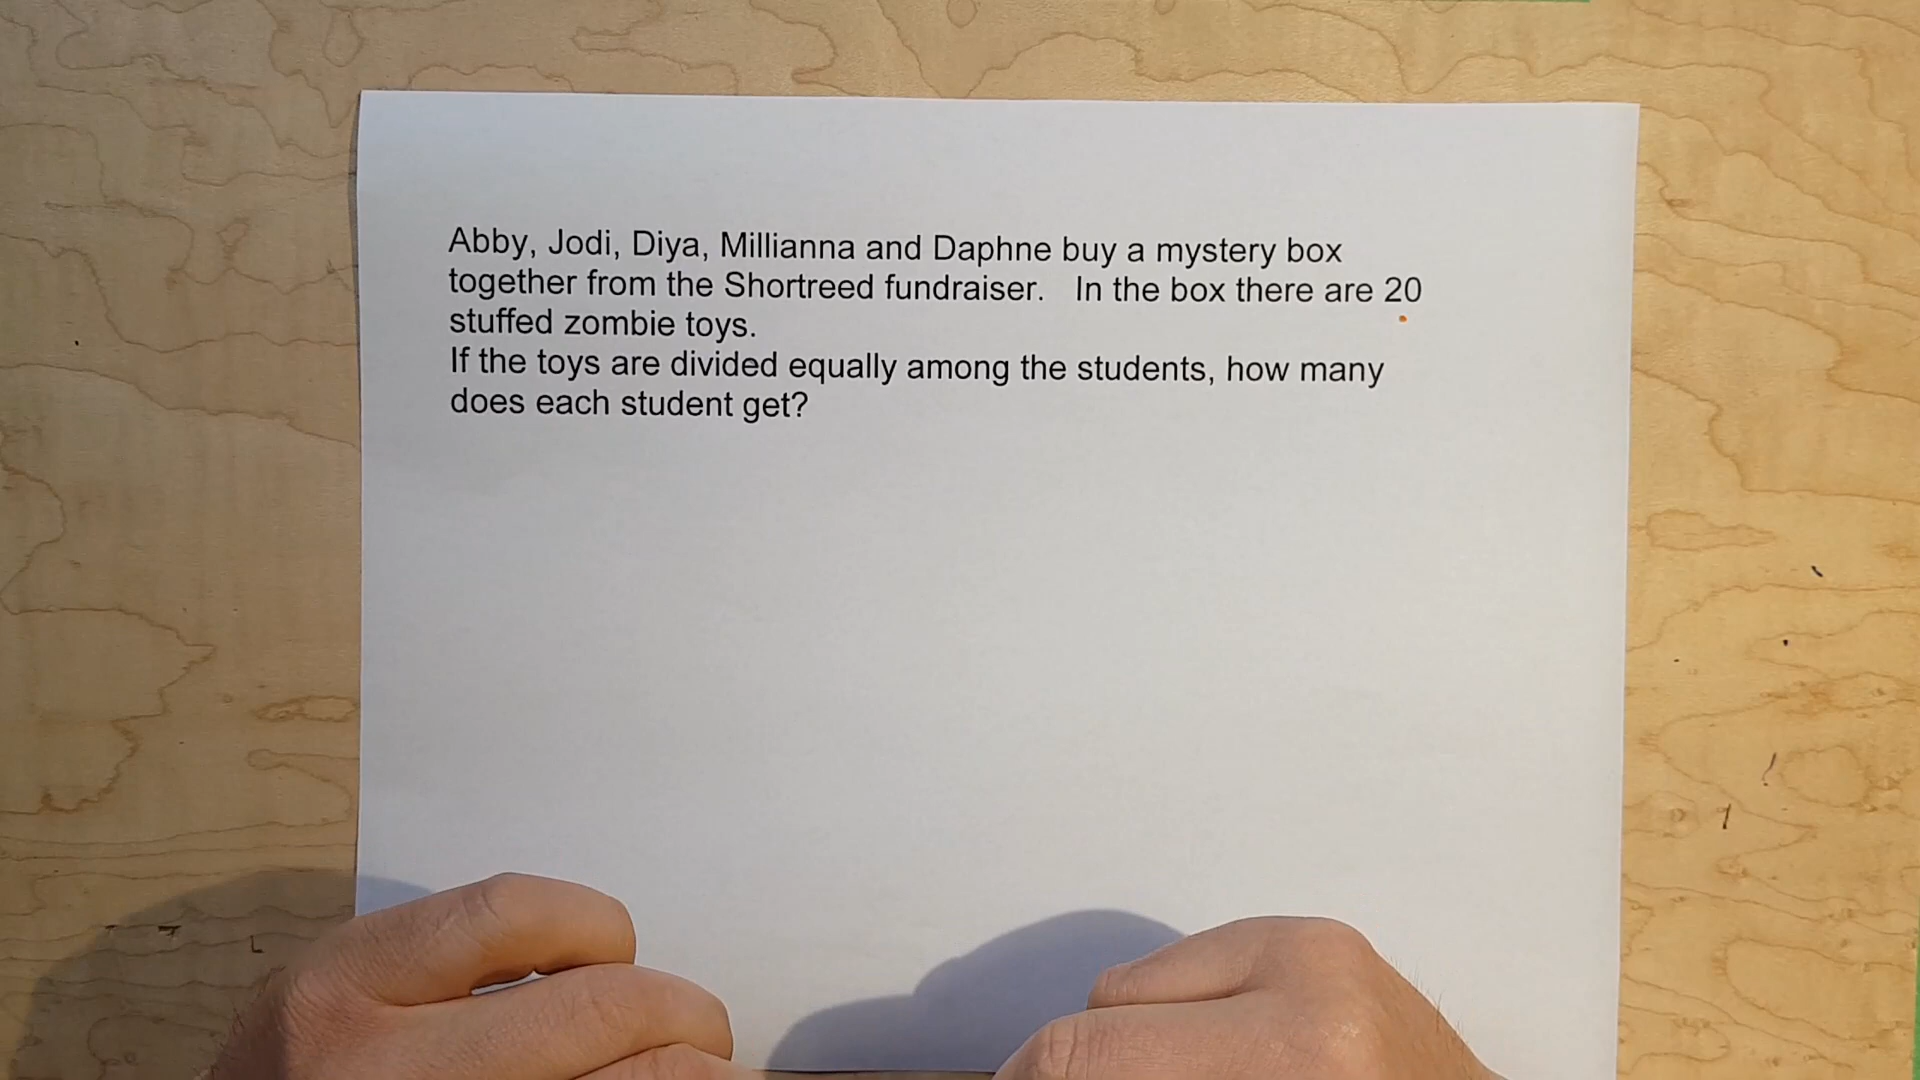 Abby, Jodi, Diya, Millianna and Daphne buy a mystery box
together from the Shortreed fundraiser. In the box there are 20
stuffed zombie toys.
If the toys are divided equally among the students, how many
does each student get?